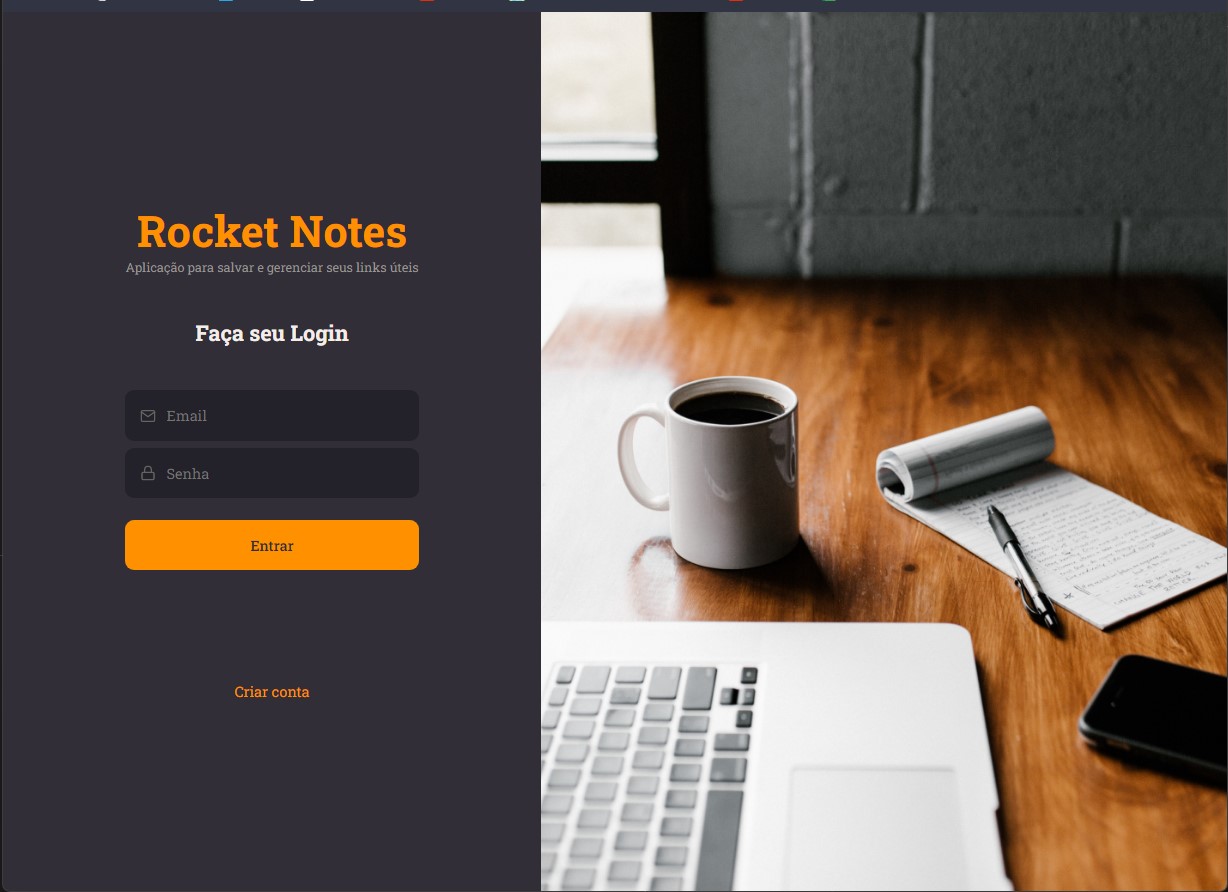 Rocket Notes
Aplicação para salvar e gerenciar seus links úteis
Faça seu Login
Email
Senha
Entrar
Criar conta